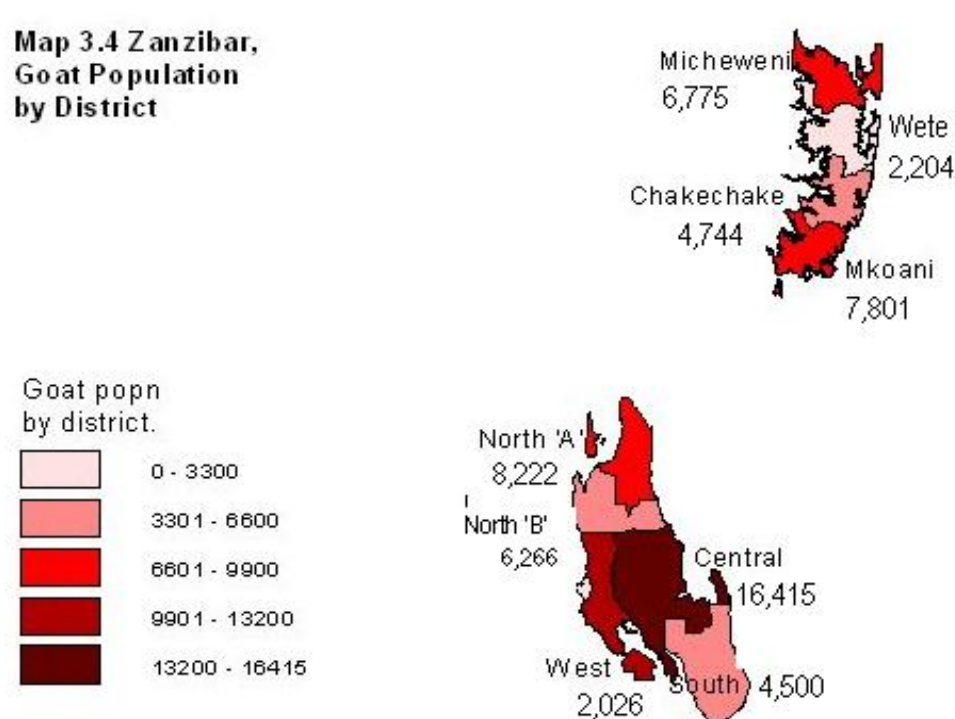 Map 3.4 Zanzibar,
Goat Population
by District
Micheweni
6,775
Wete
2,204
Chakechake
4,744
Mkoani
7,801
Goat popn
by district.
0 - 3300
3301 - 6600
6601 - 9900
9901 - 13200
13200 - 16415
North 'A'
8,222
North 'B'
6,266
Central
16,415
West
2,026
South 4,500